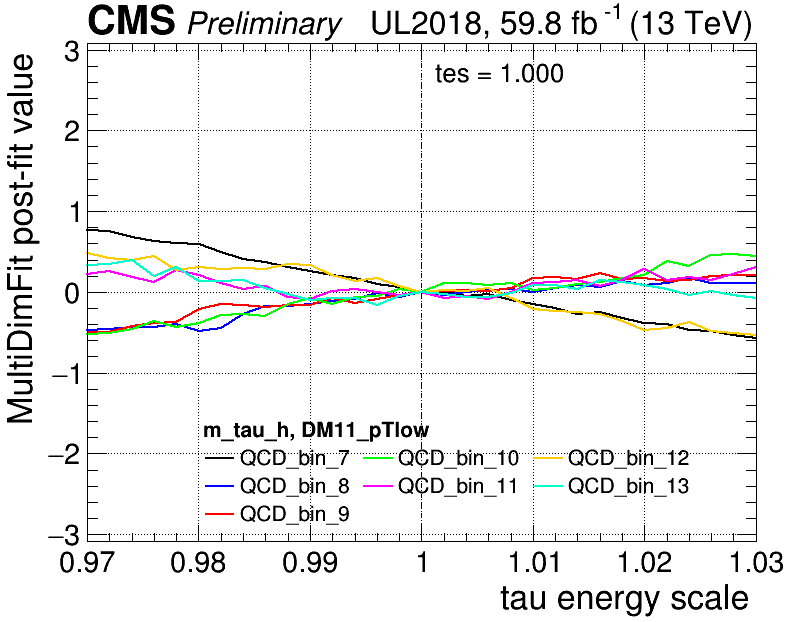 CMS Preliminary UL2018, 59.8 fb⁻¹ (13 TeV)
MultiDimFit post-fit value
3
2
1
0
−1
−2
−3
tes = 1.000
m_tau_h, DM11_pTlow
QCD_bin_7 QCD_bin_10 QCD_bin_12
QCD_bin_8 QCD_bin_11 QCD_bin_13
QCD_bin_9
0.97 0.98 0.99 1 1.01 1.02 1.03
tau energy scale